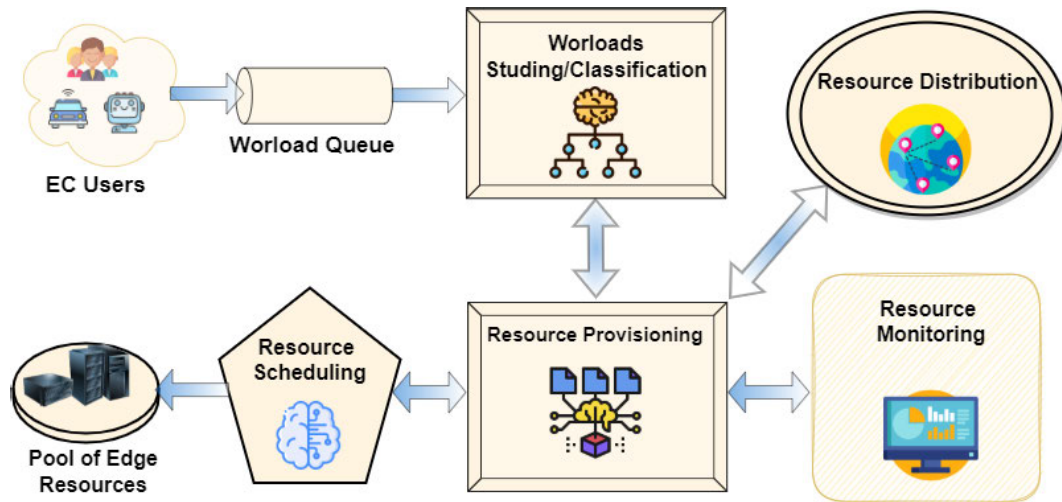 Worloads
Studing/Classification
Resource Distribution
Worload Queue
EC Users
Resource
Scheduling
Resource Provisioning
Resource
Monitoring
Pool of Edge
Resources